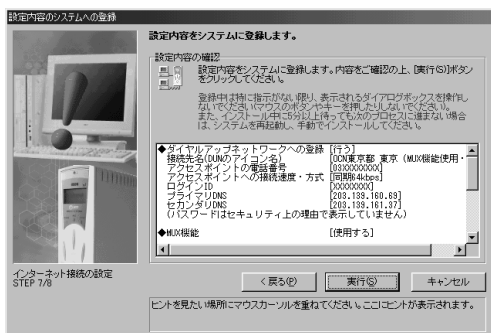 設定内容のシステムへの登録
設定内容をシステムに登録します。
設定内容の確認
設定内容をシステムに登録します。内容をご確認の上、[実行(S)]ボタン
をクリックしてください。
登録中は特に指示がない限り、表示されるダイアログボックスを操作し
ないでください(マウスのボタンやキーを押したりしないでください)。
また、インストール中に5分以上待っても次のプロセスに進まない場合
は、システムを再起動し、手動でインストールしてください。
◆ダイヤルアップネットワークへの登録 [行う]
接続先名(DUNのアイコン名) [OCN東京都 東京 (MUX機能使用・
アクセスポイントの電話番号 [03XXXXXXXX]
アクセスポイントへの接続速度・方式 [同期64kbps]
ログインID [XXXXXXXX]
プライマリDNS [203.139.160.69]
セカンダリDNS [203.139.161.37]
(パスワードはセキュリティ上の理由で表示していません)
◆MUX機能 [使用する]
インターネット接続の設定
STEP 7/8
< 戻る(P)
実行(S)
キャンセル
ヒントを見たい場所にマウスカーソルを重ねてください。ここにヒントが表示されます。